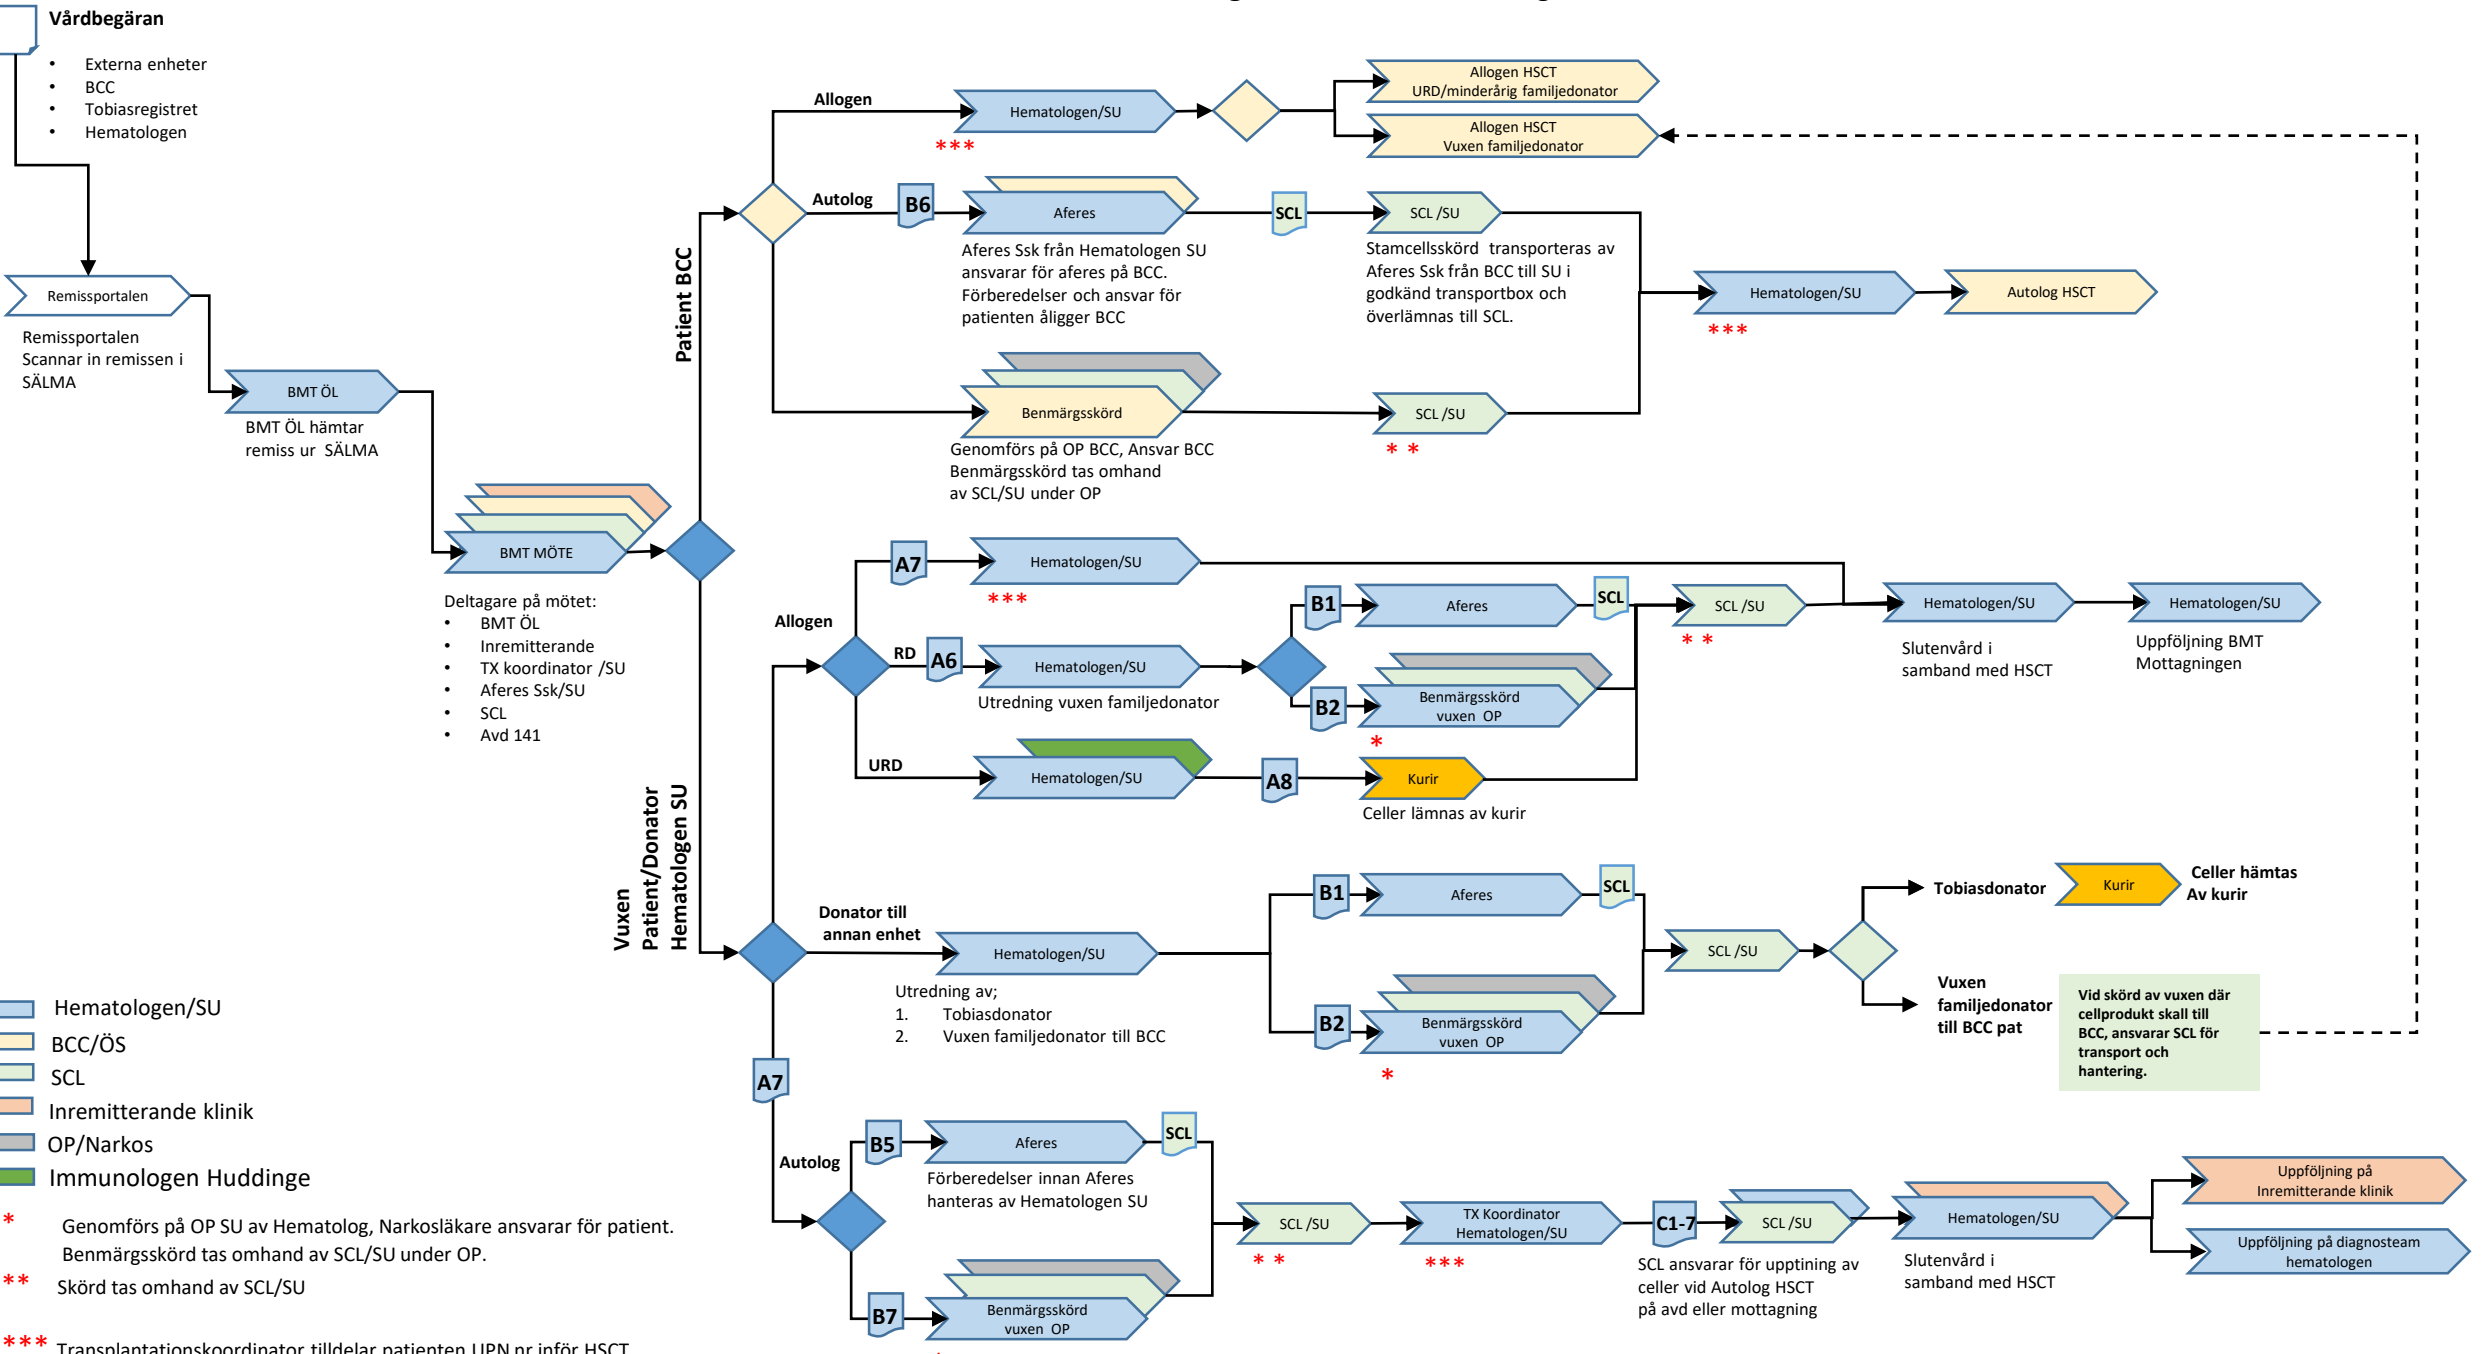 Vårdbegäran
• Externa enheter
• BCC
• Tobiasregistret
• Hematologen
Remissportalen
Remissportalen
Scannar in remissen i
SÄLMA
BMT ÖL
BMT ÖL hämtar
remiss ur SÄLMA
BMT MÖTE
Deltagare på mötet:
• BMT ÖL
• Inremitterande
• TX koordinator /SU
• Aferes Ssk/SU
• SCL
• Avd 141
Patient BCC
Allogen
Hematologen/SU
***
Allogen HSCT
URD/minderårig familjedonator
Allogen HSCT
Vuxen familjedonator
Autolog
B6
Aferes
Aferes Ssk från Hematologen SU
ansvarar för aferes på BCC.
Förberedelser och ansvar för
patienten åligger BCC
SCL
SCL /SU
Stamcellsskörd transporteras av
Aferes Ssk från BCC till SU i
godkänd transportbox och
överlämnas till SCL.
Hematologen/SU
***
Autolog HSCT
Benmärgsskörd
Genomförs på OP BCC, Ansvar BCC
Benmärgsskörd tas omhand
av SCL/SU under OP
SCL /SU
* *
Vuxen
Patient/Donator
Hematologen SU
Allogen
A7
Hematologen/SU
***
RD
A6
Hematologen/SU
Utredning vuxen familjedonator
B1
Aferes
SCL
B2
Benmärgsskörd
vuxen OP
*
SCL /SU
* *
Hematologen/SU
Slutenvård i
samband med HSCT
Hematologen/SU
Uppföljning BMT
Mottagningen
URD
Hematologen/SU
A8
Kurir
Celler lämnas av kurir
Donator till
annan enhet
Hematologen/SU
Utredning av;
1. Tobiasdonator
2. Vuxen familjedonator till BCC
B1
Aferes
SCL
B2
Benmärgsskörd
vuxen OP
*
SCL /SU
Tobiasdonator
Kurir
Celler hämtas
Av kurir
Vuxen
familjedonator
till BCC pat
Vid skörd av vuxen där
cellprodukt skall till
BCC, ansvarar SCL för
transport och
hantering.
A7
Autolog
B5
Aferes
Förberedelser innan Aferes
hanteras av Hematologen SU
SCL
B7
Benmärgsskörd
vuxen OP
SCL /SU
* *
TX Koordinator
Hematologen/SU
***
C1-7
SCL /SU
SCL ansvarar för upptining av
celler vid Autolog HSCT
på avd eller mottagning
Hematologen/SU
Slutenvård i
samband med HSCT
Uppföljning på
Inremitterande klinik
Uppföljning på diagnosteam
hematologen
Hematologen/SU
BCC/ÖS
SCL
Inremitterande klinik
OP/Narkos
Immunologen Huddinge
* Genomförs på OP SU av Hematolog, Narkosläkare ansvarar för patient.
Benmärgsskörd tas omhand av SCL/SU under OP.
** Skörd tas omhand av SCL/SU
*** Transplantationskoordinator tilldelar patienten UPN nr inför HSCT